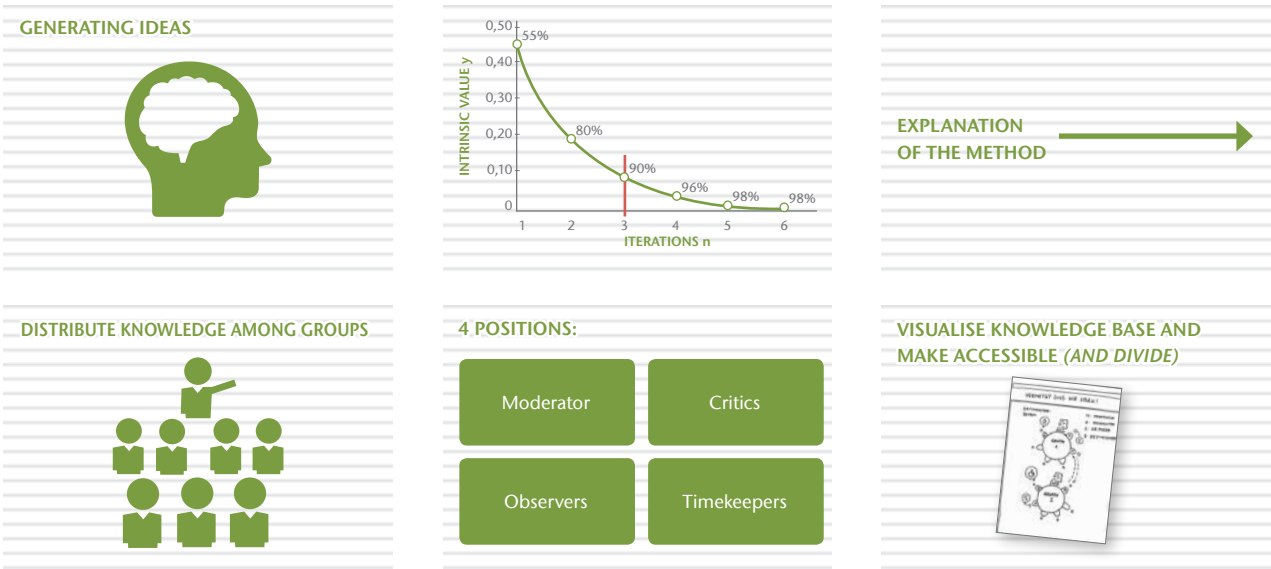 GENERATING IDEAS
0,50
55%
0,40
0,30
0,20
80%
0,10
90%
96%
98%
98%
0
1 2 3 4 5 6
INTRINSIC VALUE y
ITERATIONS n
EXPLANATION
OF THE METHOD
DISTRIBUTE KNOWLEDGE AMONG GROUPS
4 POSITIONS:
Moderator
Critics
Observers
Timekeepers
VISUALISE KNOWLEDGE BASE AND
MAKE ACCESSIBLE (AND DIVIDE)